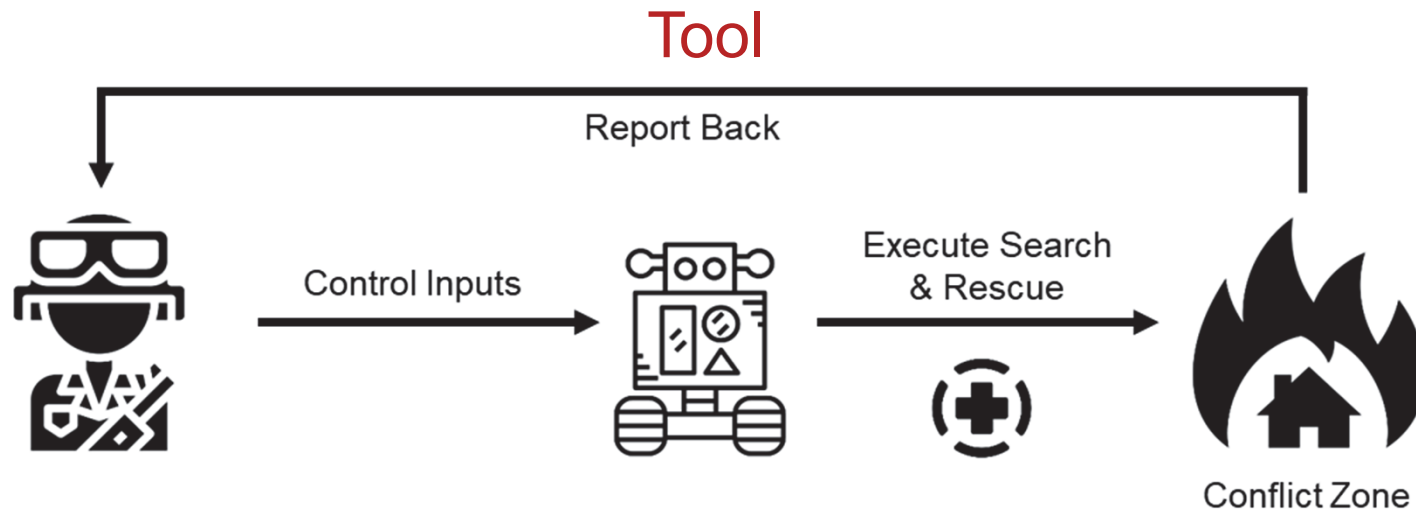 Tool
Report Back
Control Inputs
Execute Search
& Rescue
Conflict Zone